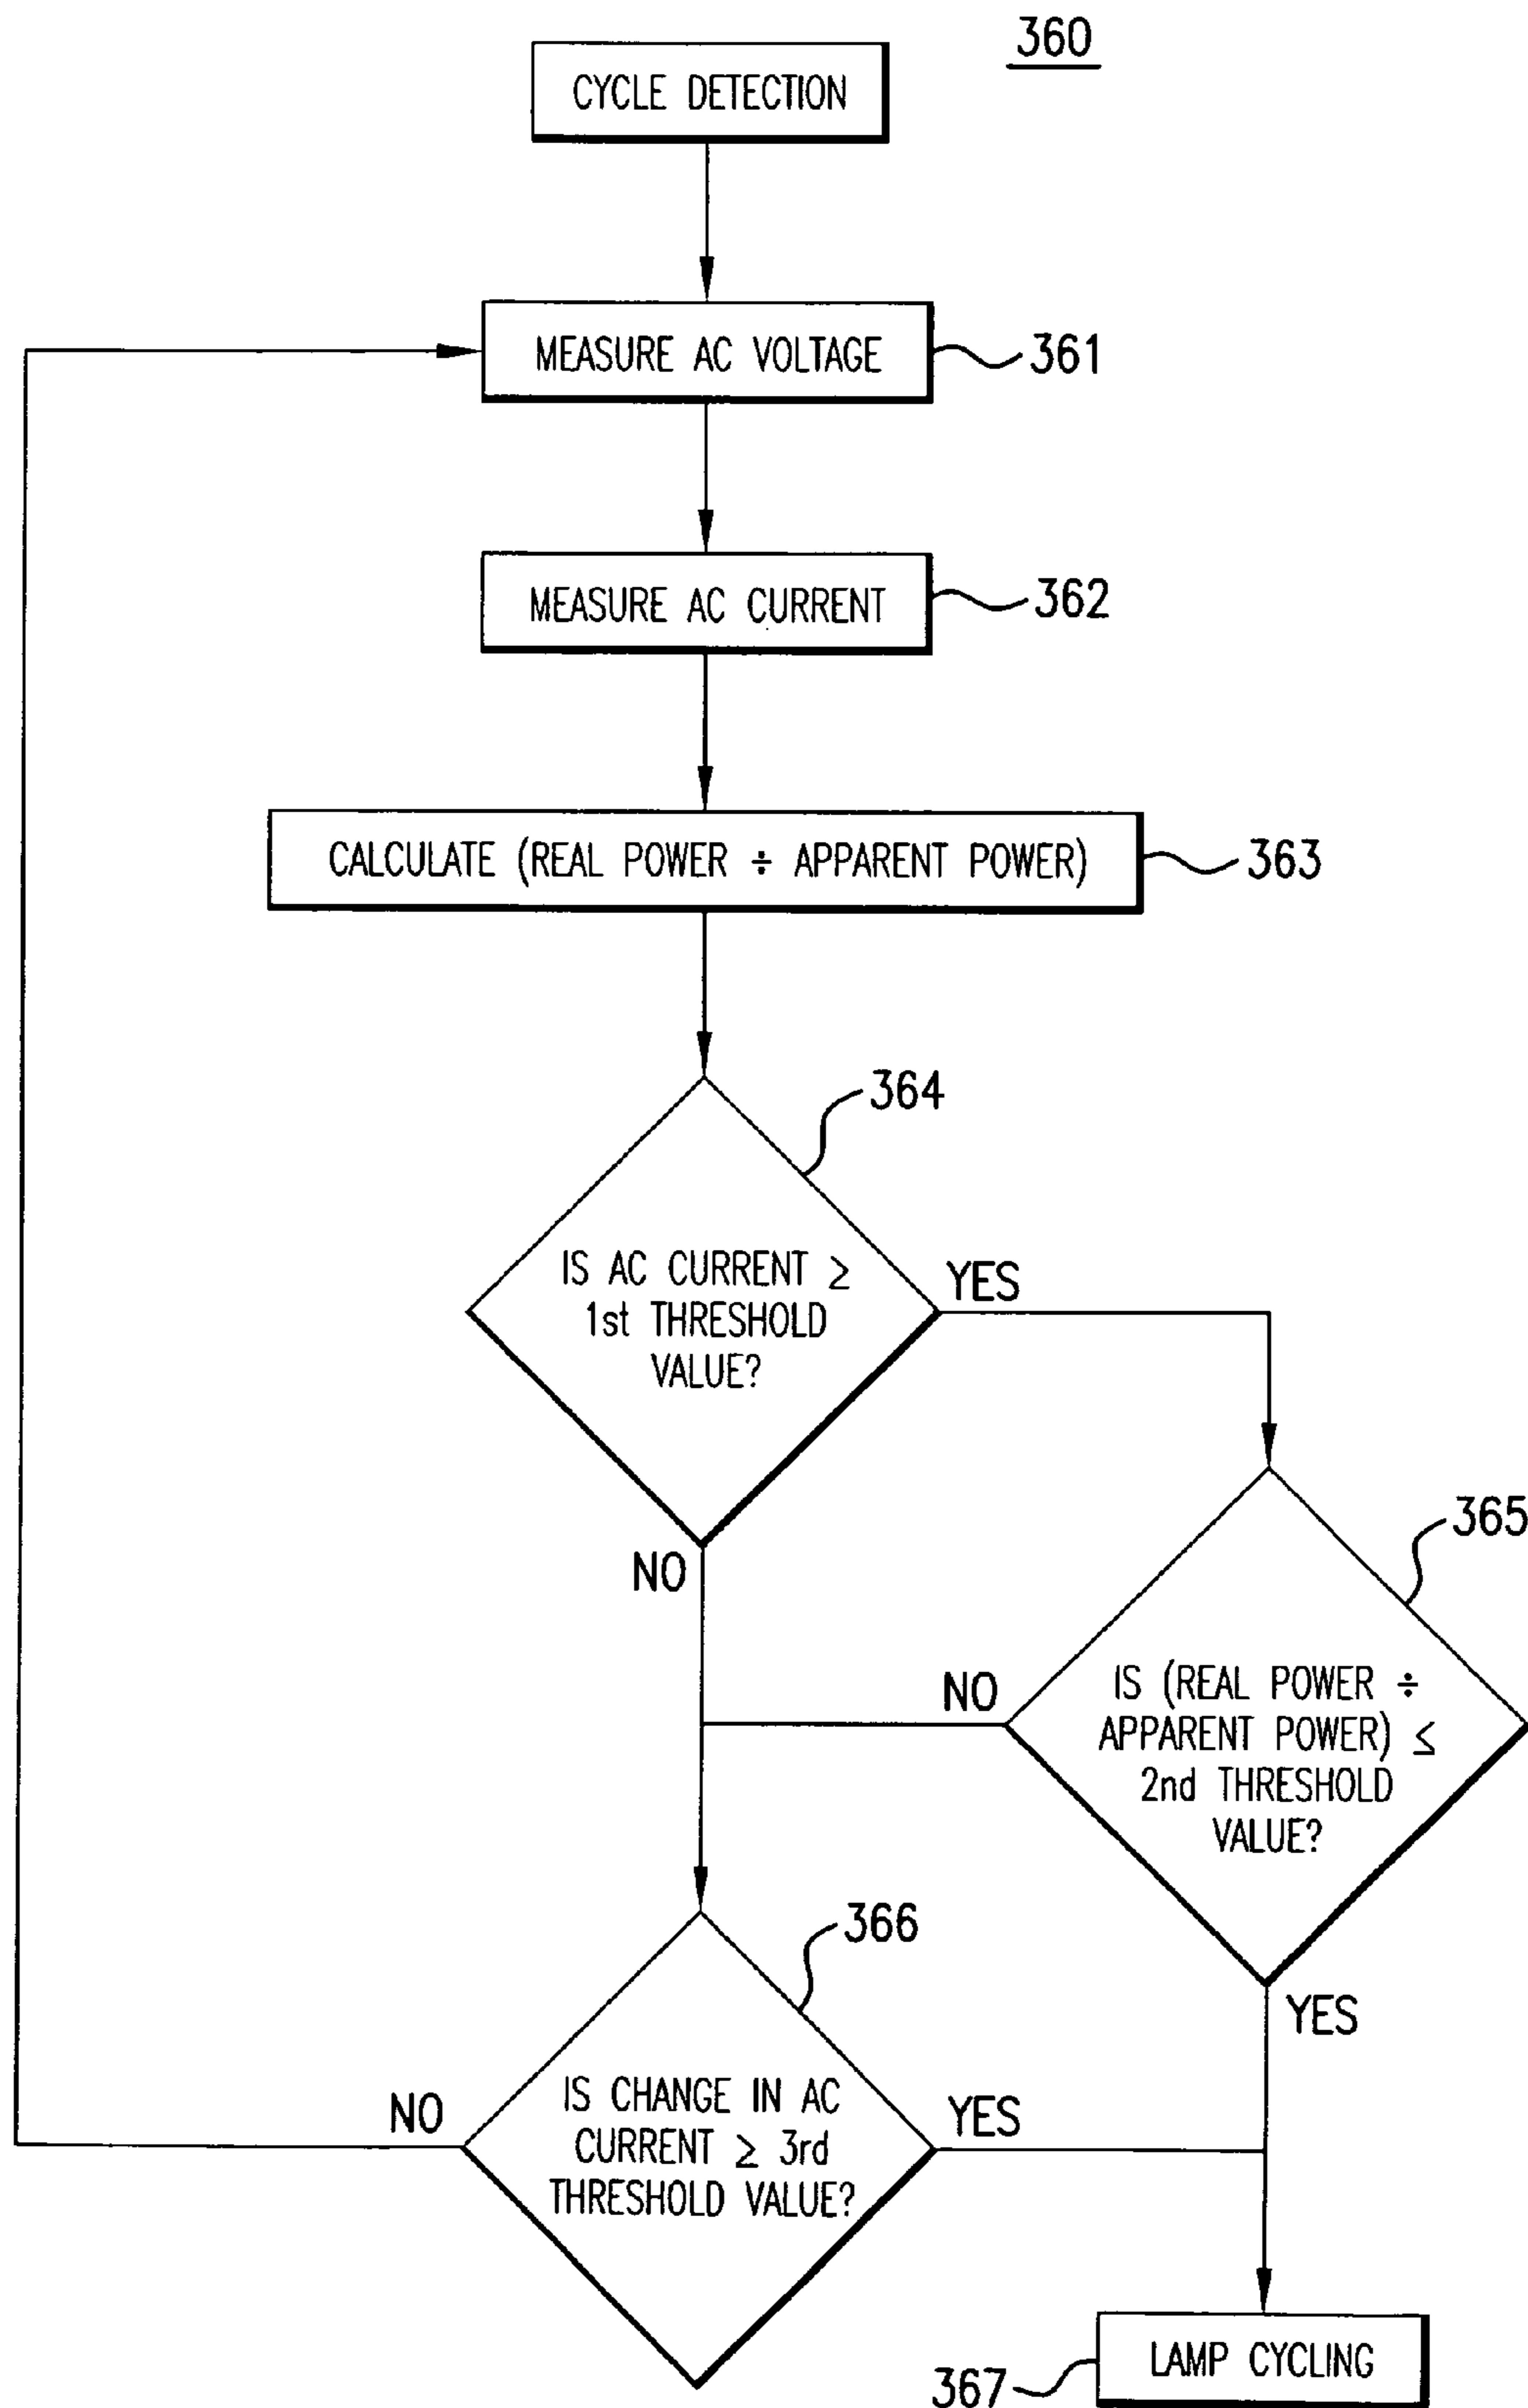 360
CYCLE DETECTION
MEASURE AC VOLTAGE
361
MEASURE AC CURRENT
362
CALCULATE (REAL POWER ÷ APPARENT POWER)
363
364
IS AC CURRENT ≥
1st THRESHOLD
VALUE?
YES
NO
365
IS (REAL POWER ÷
APPARENT POWER) ≤
2nd THRESHOLD
VALUE?
NO
YES
366
IS CHANGE IN AC
CURRENT ≥ 3rd
THRESHOLD VALUE?
NO
YES
LAMP CYCLING
367